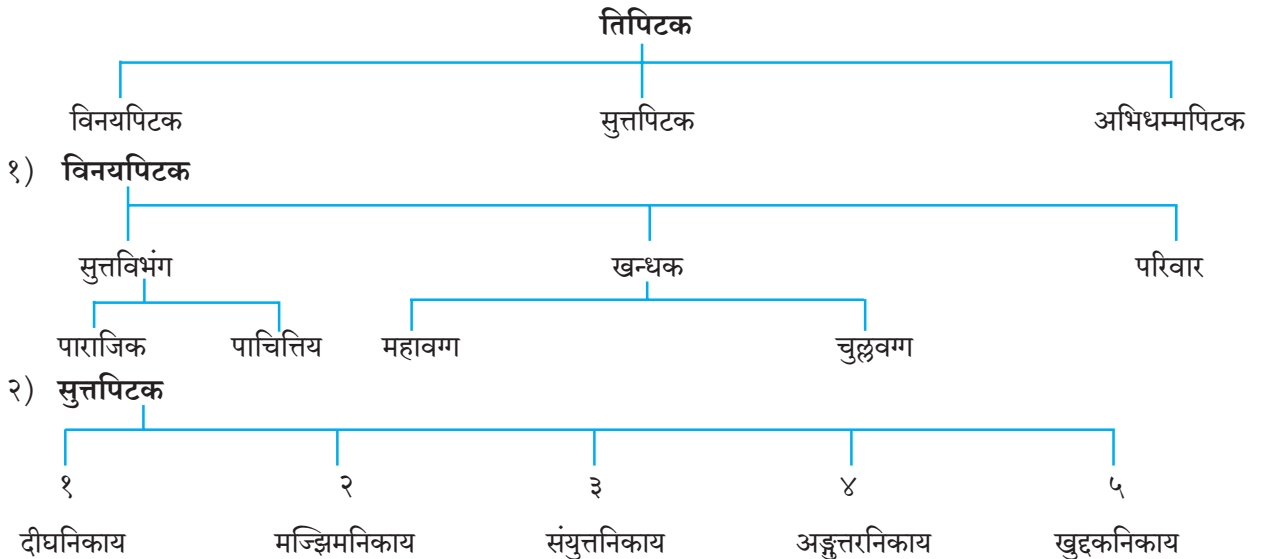 तिपिटक
विनयपिटक सुत्तपिटक अभिधम्मपिटक
१) विनयपिटक
सुत्तविभंग खन्धक परिवार
पाराजिक पाचित्तिय महावग्ग चुल्लवग्ग
२) सुत्तपिटक
१ २ ३ ४ ५
दीघनिकाय मज्झिमनिकाय संयुत्तनिकाय अङ्गुत्तरनिकाय खुद्दकनिकाय